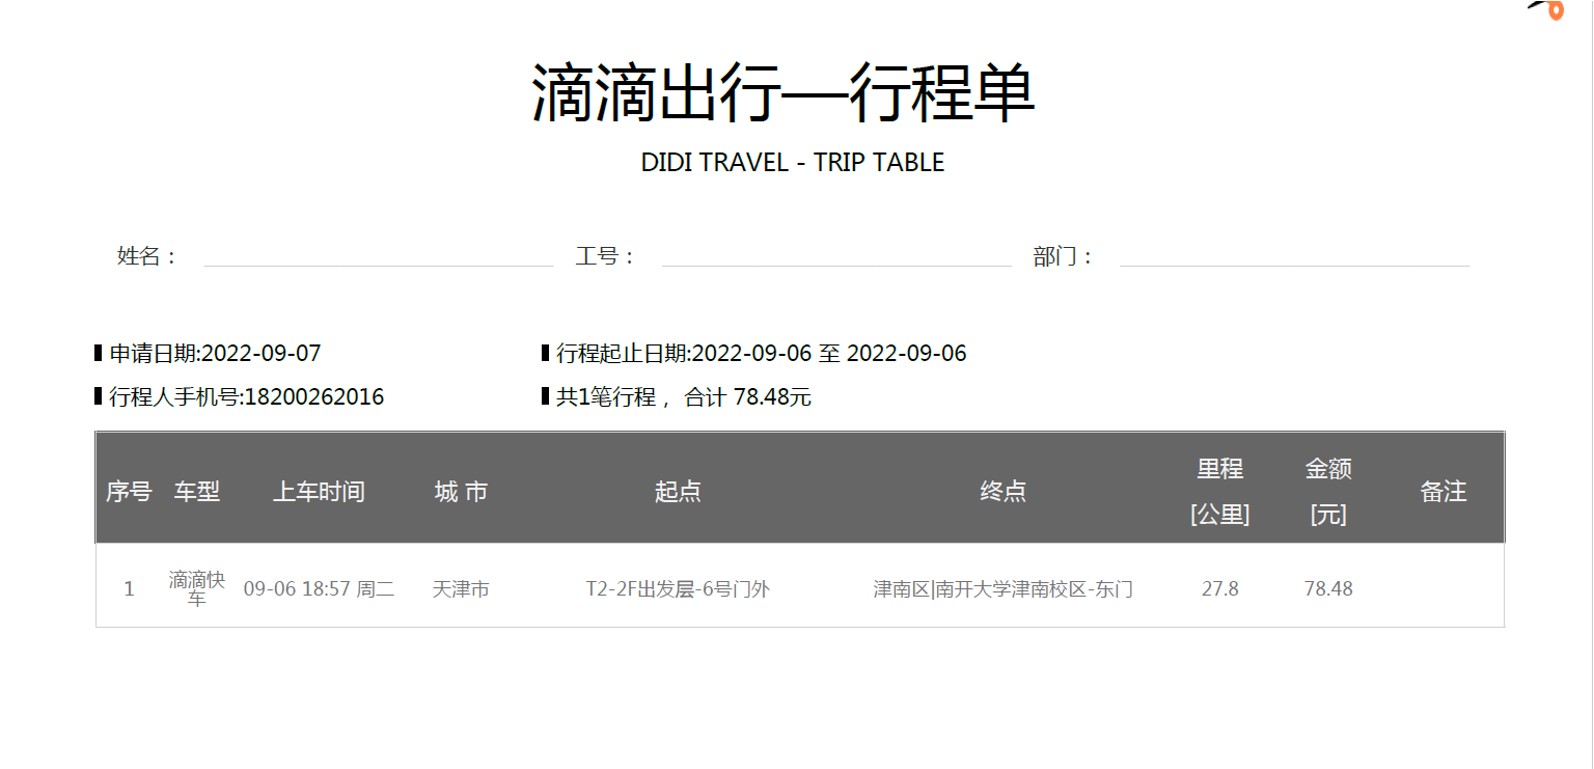 滴滴出行—行程单
DIDI TRAVEL - TRIP TABLE
姓名： 工号： 部门：
申请日期:2022-09-07 行程起止日期:2022-09-06 至 2022-09-06
行程人手机号:18200262016 共1笔行程， 合计 78.48元
序号 车型 上车时间 城 市 起点 终点 里程[公里] 金额[元] 备注
1 滴滴快车 09-06 18:57 周二 天津市 T2-2F出发层-6号门外 津南区|南开大学津南校区-东门 27.8 78.48